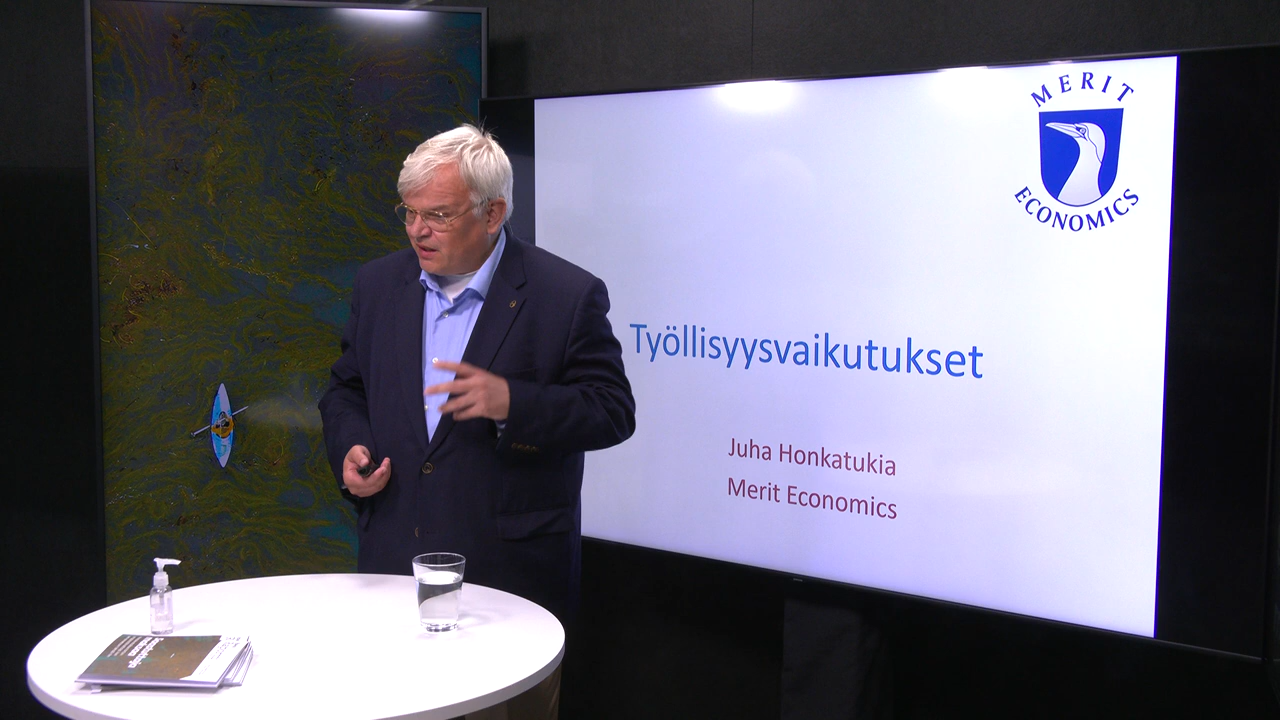 MERIT
ECONOMICS
Työllisyysvaikutukset
Juha Honkatukia
Merit Economics